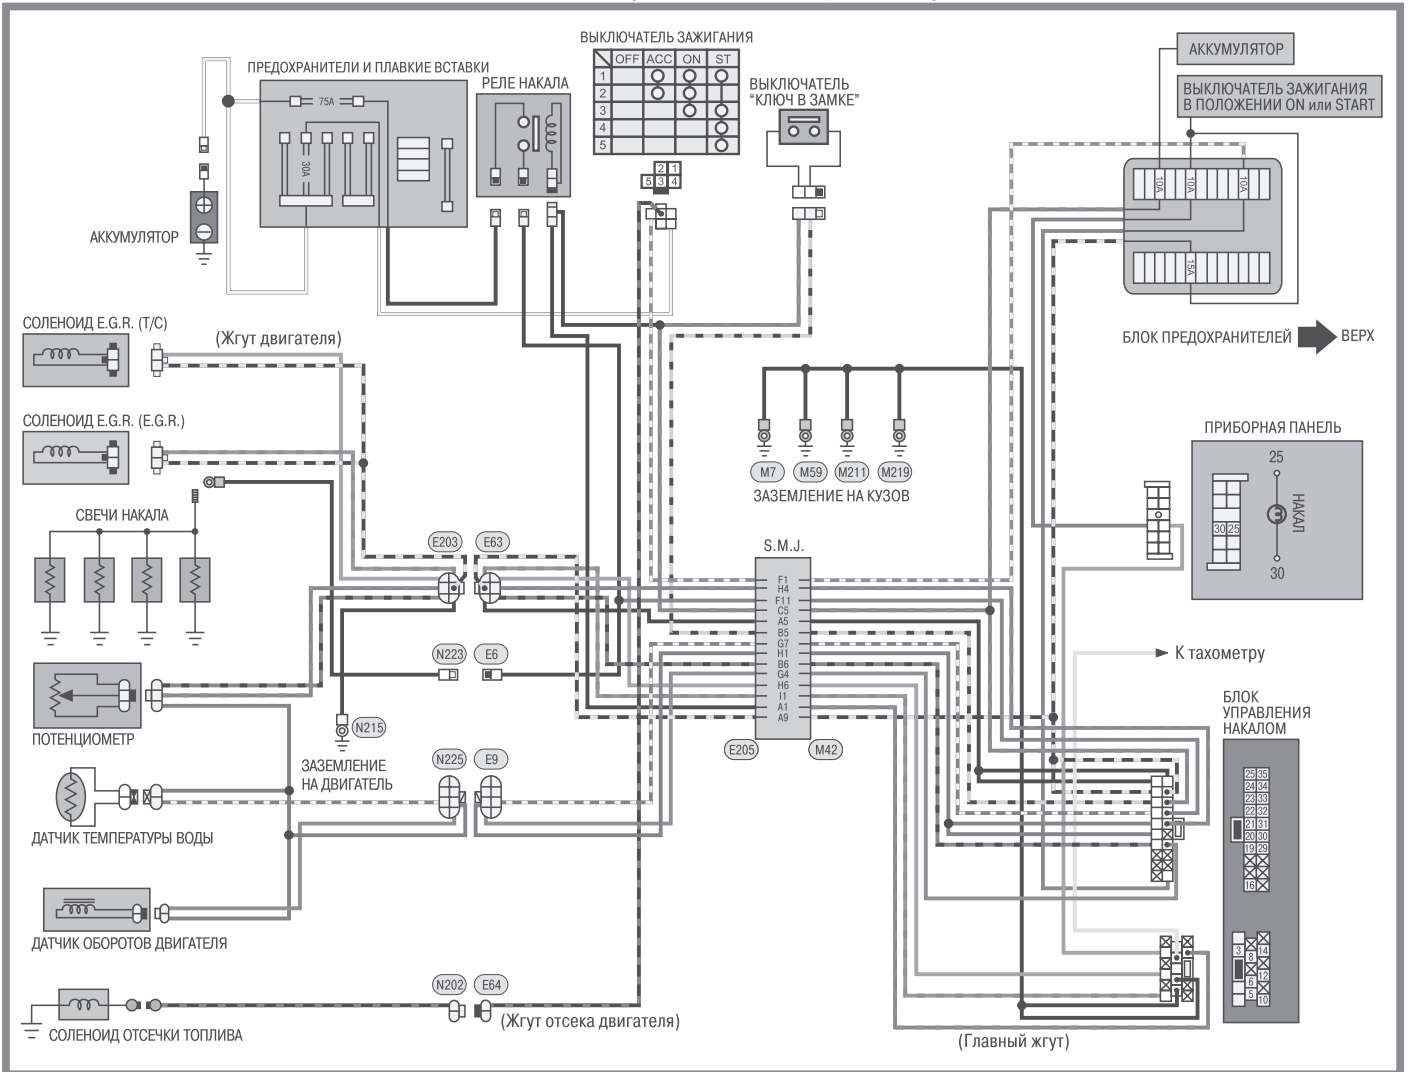 ВЫКЛЮЧАТЕЛЬ ЗАЖИГАНИЯ
OFF ACC ON ST
1
2
3
4
5
2 1
5 3 4
ПРЕДОХРАНИТЕЛИ И ПЛАВКИЕ ВСТАВКИ
75A
30A
РЕЛЕ НАКАЛА
ВЫКЛЮЧАТЕЛЬ
“КЛЮЧ В ЗАМКЕ”
АККУМУЛЯТОР
ВЫКЛЮЧАТЕЛЬ ЗАЖИГАНИЯ
В ПОЛОЖЕНИИ ON или START
10A
10A
10A
15A
БЛОК ПРЕДОХРАНИТЕЛЕЙ
ВЕРХ
АККУМУЛЯТОР
СОЛЕНОИД E.G.R. (T/C)
(Жгут двигателя)
СОЛЕНОИД E.G.R. (E.G.R.)
СВЕЧИ НАКАЛА
M7
M59
M211
M219
ЗАЗЕМЛЕНИЕ НА КУЗОВ
ПРИБОРНАЯ ПАНЕЛЬ
25
НАКАЛ
30 25
30
E203
E63
S.M.J.
F1
H4
F11
C5
A5
B5
G7
H1
B6
G4
H6
I1
A1
A9
E205
M42
N223
E6
N215
ЗАЗЕМЛЕНИЕ
НА ДВИГАТЕЛЬ
ПОТЕНЦИОМЕТР
К тахометру
БЛОК
УПРАВЛЕНИЯ
НАКАЛОМ
25 35
24 34
23 33
22 32
21 31
20 30
19 29
16
3
14
8
12
6
5
10
N225
E9
ДАТЧИК ТЕМПЕРАТУРЫ ВОДЫ
ДАТЧИК ОБОРОТОВ ДВИГАТЕЛЯ
N202
E64
(Жгут отсека двигателя)
СОЛЕНОИД ОТСЕЧКИ ТОПЛИВА
(Главный жгут)